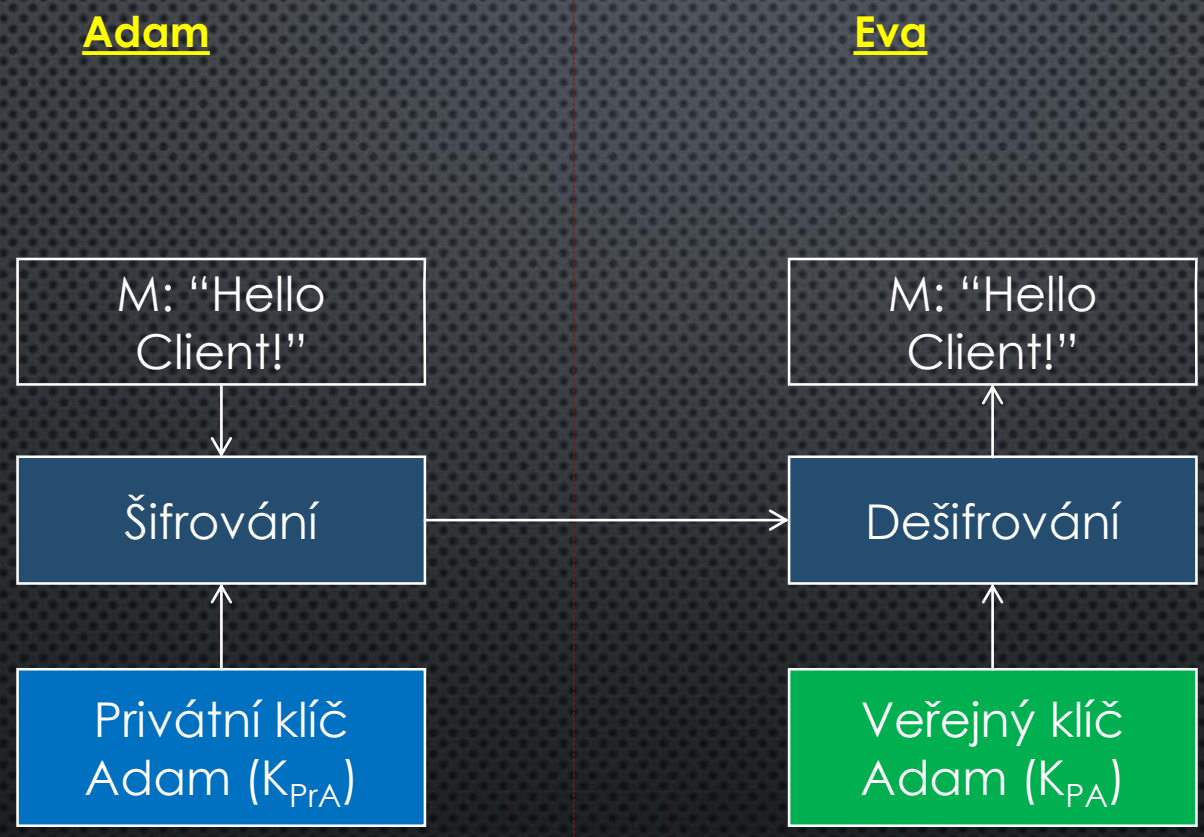 Adam
Eva
M: “Hello
Client!”
M: “Hello
Client!”
Šifrování
Dešifrování
Privátní klíč
Adam (KPrA)
Veřejný klíč
Adam (KPA)